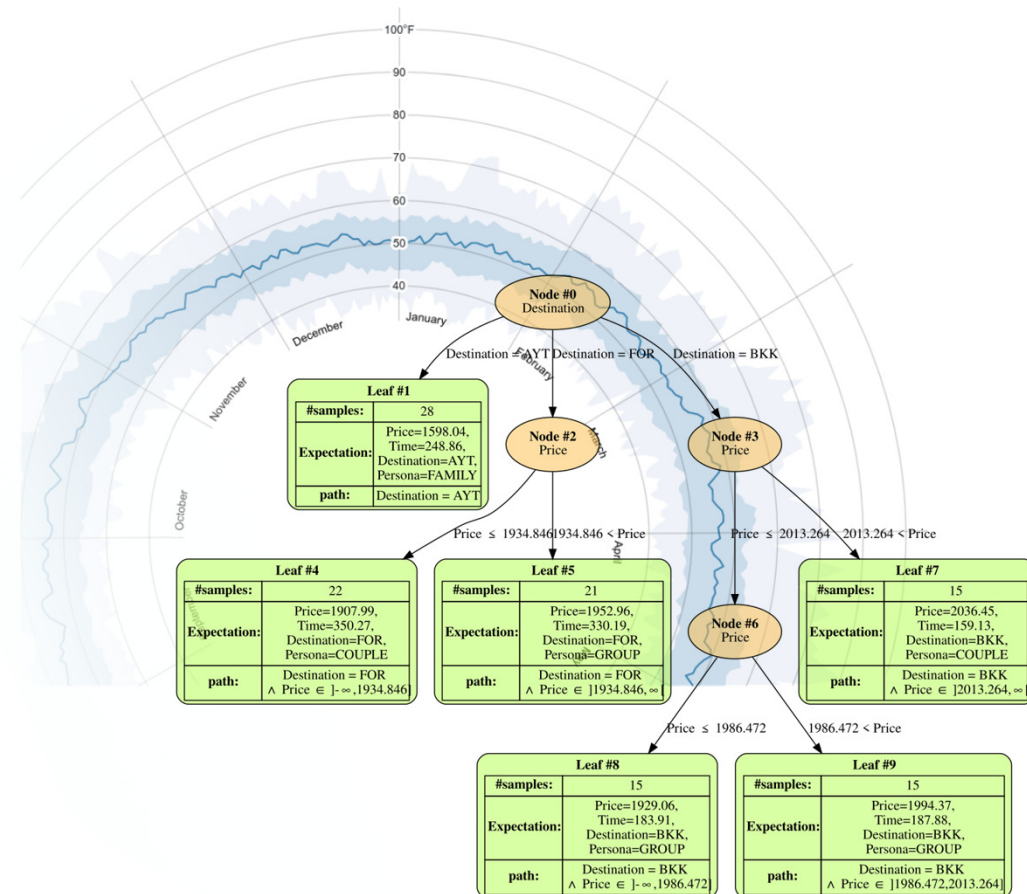 100°F
90
80
70
60
50
40
January
December
February
November
March
October
April
September
May
Node #0
Destination
Destination = AYT
Destination = FOR
Destination = BKK
Leaf #1
#samples: 28
Expectation:
Price=1598.04,
Time=248.86,
Destination=AYT,
Persona=FAMILY
path: Destination = AYT
Node #2
Price
Node #3
Price
Price ≤ 1934.846
1934.846 < Price
Price ≤ 2013.264
2013.264 < Price
Leaf #4
#samples: 22
Expectation:
Price=1907.99,
Time=350.27,
Destination=FOR,
Persona=COUPLE
path:
Destination = FOR
∧ Price ∈ ]-∞,1934.846]
Leaf #5
#samples: 21
Expectation:
Price=1952.96,
Time=330.19,
Destination=FOR,
Persona=GROUP
path:
Destination = FOR
∧ Price ∈ ]1934.846,∞[
Node #6
Price
Leaf #7
#samples: 15
Expectation:
Price=2036.45,
Time=159.13,
Destination=BKK,
Persona=COUPLE
path:
Destination = BKK
∧ Price ∈ ]2013.264,∞[
Price ≤ 1986.472
1986.472 < Price
Leaf #8
#samples: 15
Expectation:
Price=1929.06,
Time=183.91,
Destination=BKK,
Persona=GROUP
path:
Destination = BKK
∧ Price ∈ ]-∞,1986.472]
Leaf #9
#samples: 15
Expectation:
Price=1994.37,
Time=187.88,
Destination=BKK,
Persona=GROUP
path:
Destination = BKK
∧ Price ∈ ]1986.472,2013.264]